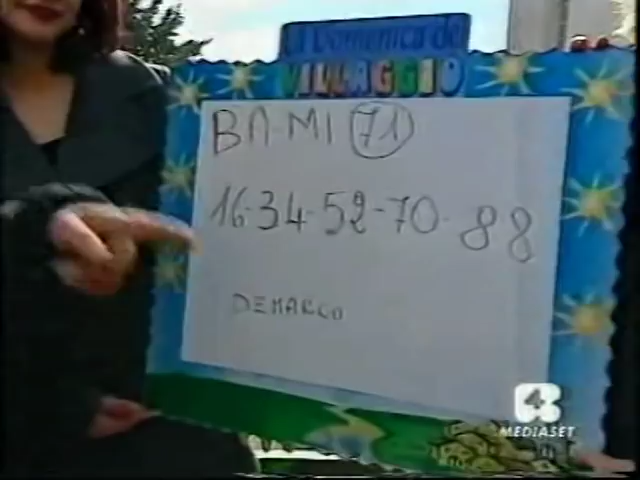 La Domenica del
VILLAGGIO
BA-MI 71
16-34-52-70-88
DEMARCO
4
MEDIASET